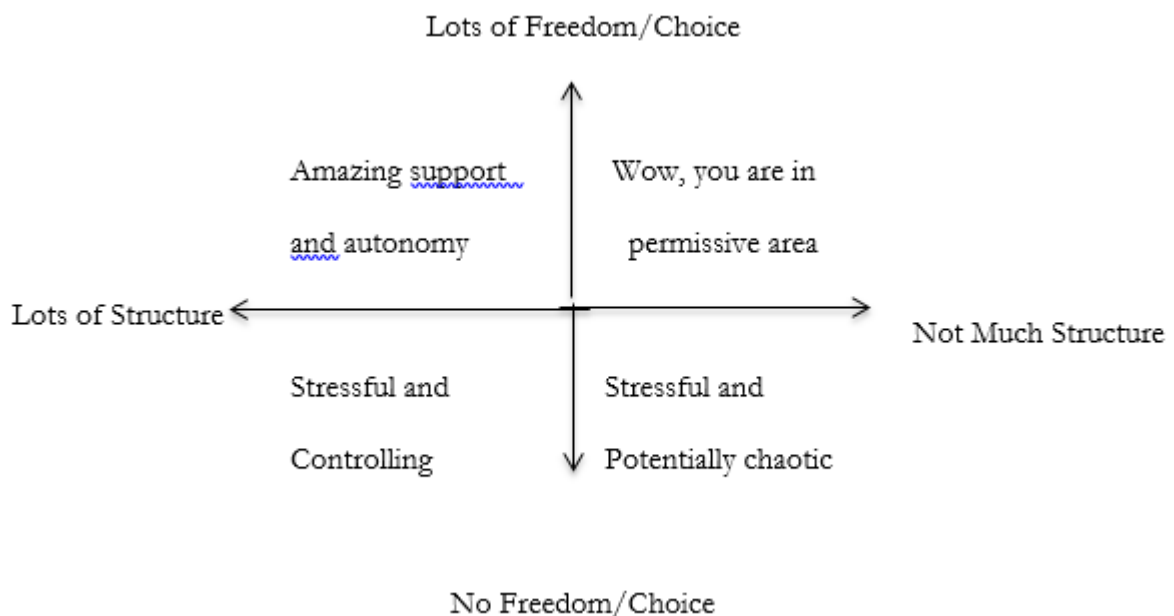 Lots of Freedom/Choice
Amazing support
and autonomy
Wow, you are in
permissive area
Lots of Structure
Not Much Structure
Stressful and
Controlling
Stressful and
Potentially chaotic
No Freedom/Choice